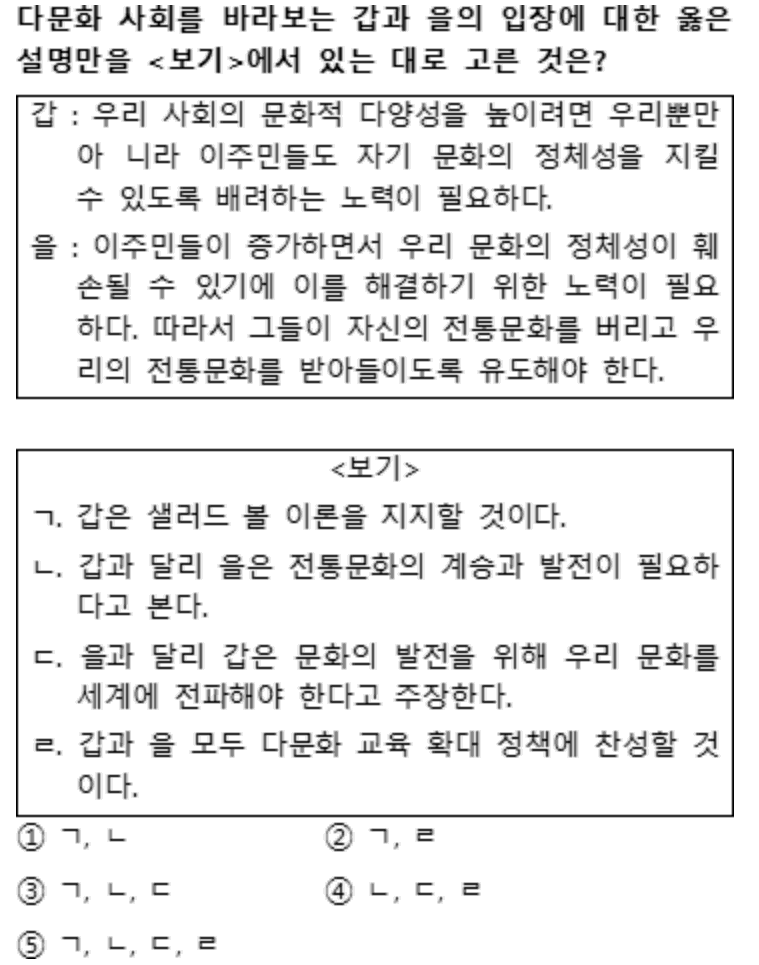 다문화 사회를 바라보는 갑과 을의 입장에 대한 옳은
설명만을 <보기>에서 있는 대로 고른 것은?
갑 : 우리 사회의 문화적 다양성을 높이려면 우리뿐만
아 니라 이주민들도 자기 문화의 정체성을 지킬
수 있도록 배려하는 노력이 필요하다.
을 : 이주민들이 증가하면서 우리 문화의 정체성이 훼
손될 수 있기에 이를 해결하기 위한 노력이 필요
하다. 따라서 그들이 자신의 전통문화를 버리고 우
리의 전통문화를 받아들이도록 유도해야 한다.
<보기>
ㄱ. 갑은 샐러드 볼 이론을 지지할 것이다.
ㄴ. 갑과 달리 을은 전통문화의 계승과 발전이 필요하
다고 본다.
ㄷ. 을과 달리 갑은 문화의 발전을 위해 우리 문화를
세계에 전파해야 한다고 주장한다.
ㄹ. 갑과 을 모두 다문화 교육 확대 정책에 찬성할 것
이다.
① ㄱ, ㄴ ② ㄱ, ㄹ
③ ㄱ, ㄴ, ㄷ ④ ㄴ, ㄷ, ㄹ
⑤ ㄱ, ㄴ, ㄷ, ㄹ